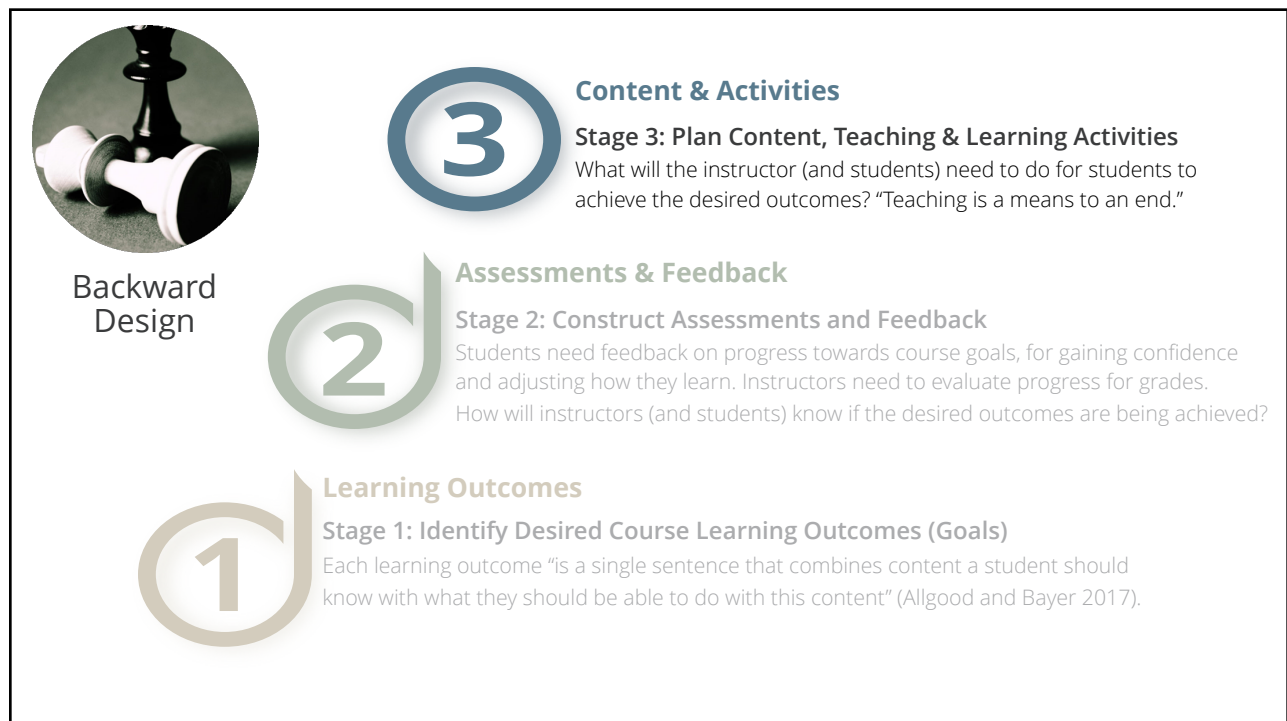 Backward
Design
3
Content & Activities
Stage 3: Plan Content, Teaching & Learning Activities
What will the instructor (and students) need to do for students to
achieve the desired outcomes? “Teaching is a means to an end.”
2
Assessments & Feedback
Stage 2: Construct Assessments and Feedback
Students need feedback on progress towards course goals, for gaining confidence
and adjusting how they learn. Instructors need to evaluate progress for grades.
How will instructors (and students) know if the desired outcomes are being achieved?
1
Learning Outcomes
Stage 1: Identify Desired Course Learning Outcomes (Goals)
Each learning outcome “is a single sentence that combines content a student should
know with what they should be able to do with this content” (Allgood and Bayer 2017).